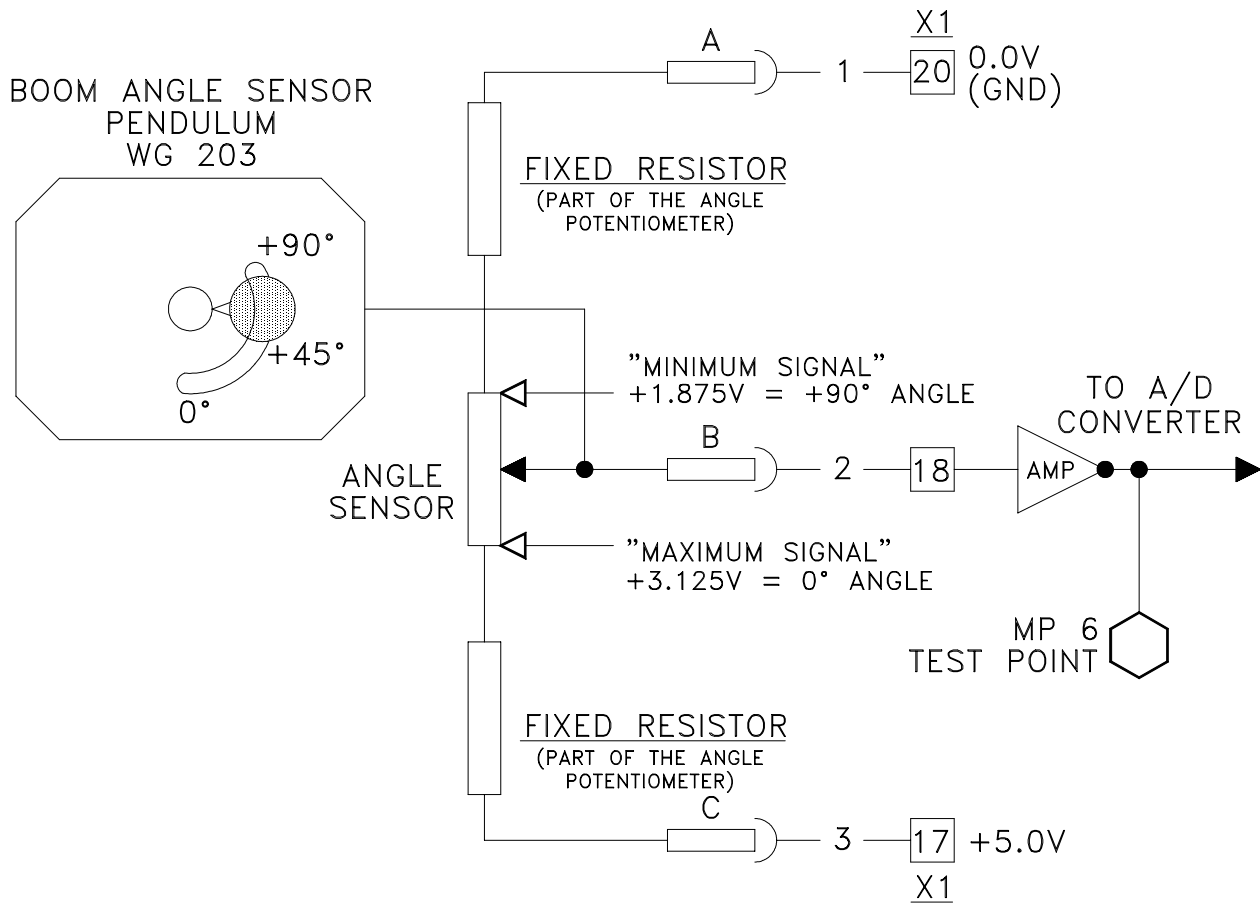 X1
A
1
20
0.0V
(GND)
BOOM ANGLE SENSOR
PENDULUM
WG 203
FIXED RESISTOR
(PART OF THE ANGLE
POTENTIOMETER)
+90°
+45°
0°
"MINIMUM SIGNAL"
+1.875V = +90° ANGLE
TO A/D
CONVERTER
B
2
18
AMP
ANGLE
SENSOR
"MAXIMUM SIGNAL"
+3.125V = 0° ANGLE
MP 6
TEST POINT
FIXED RESISTOR
(PART OF THE ANGLE
POTENTIOMETER)
C
3
17
+5.0V
X1